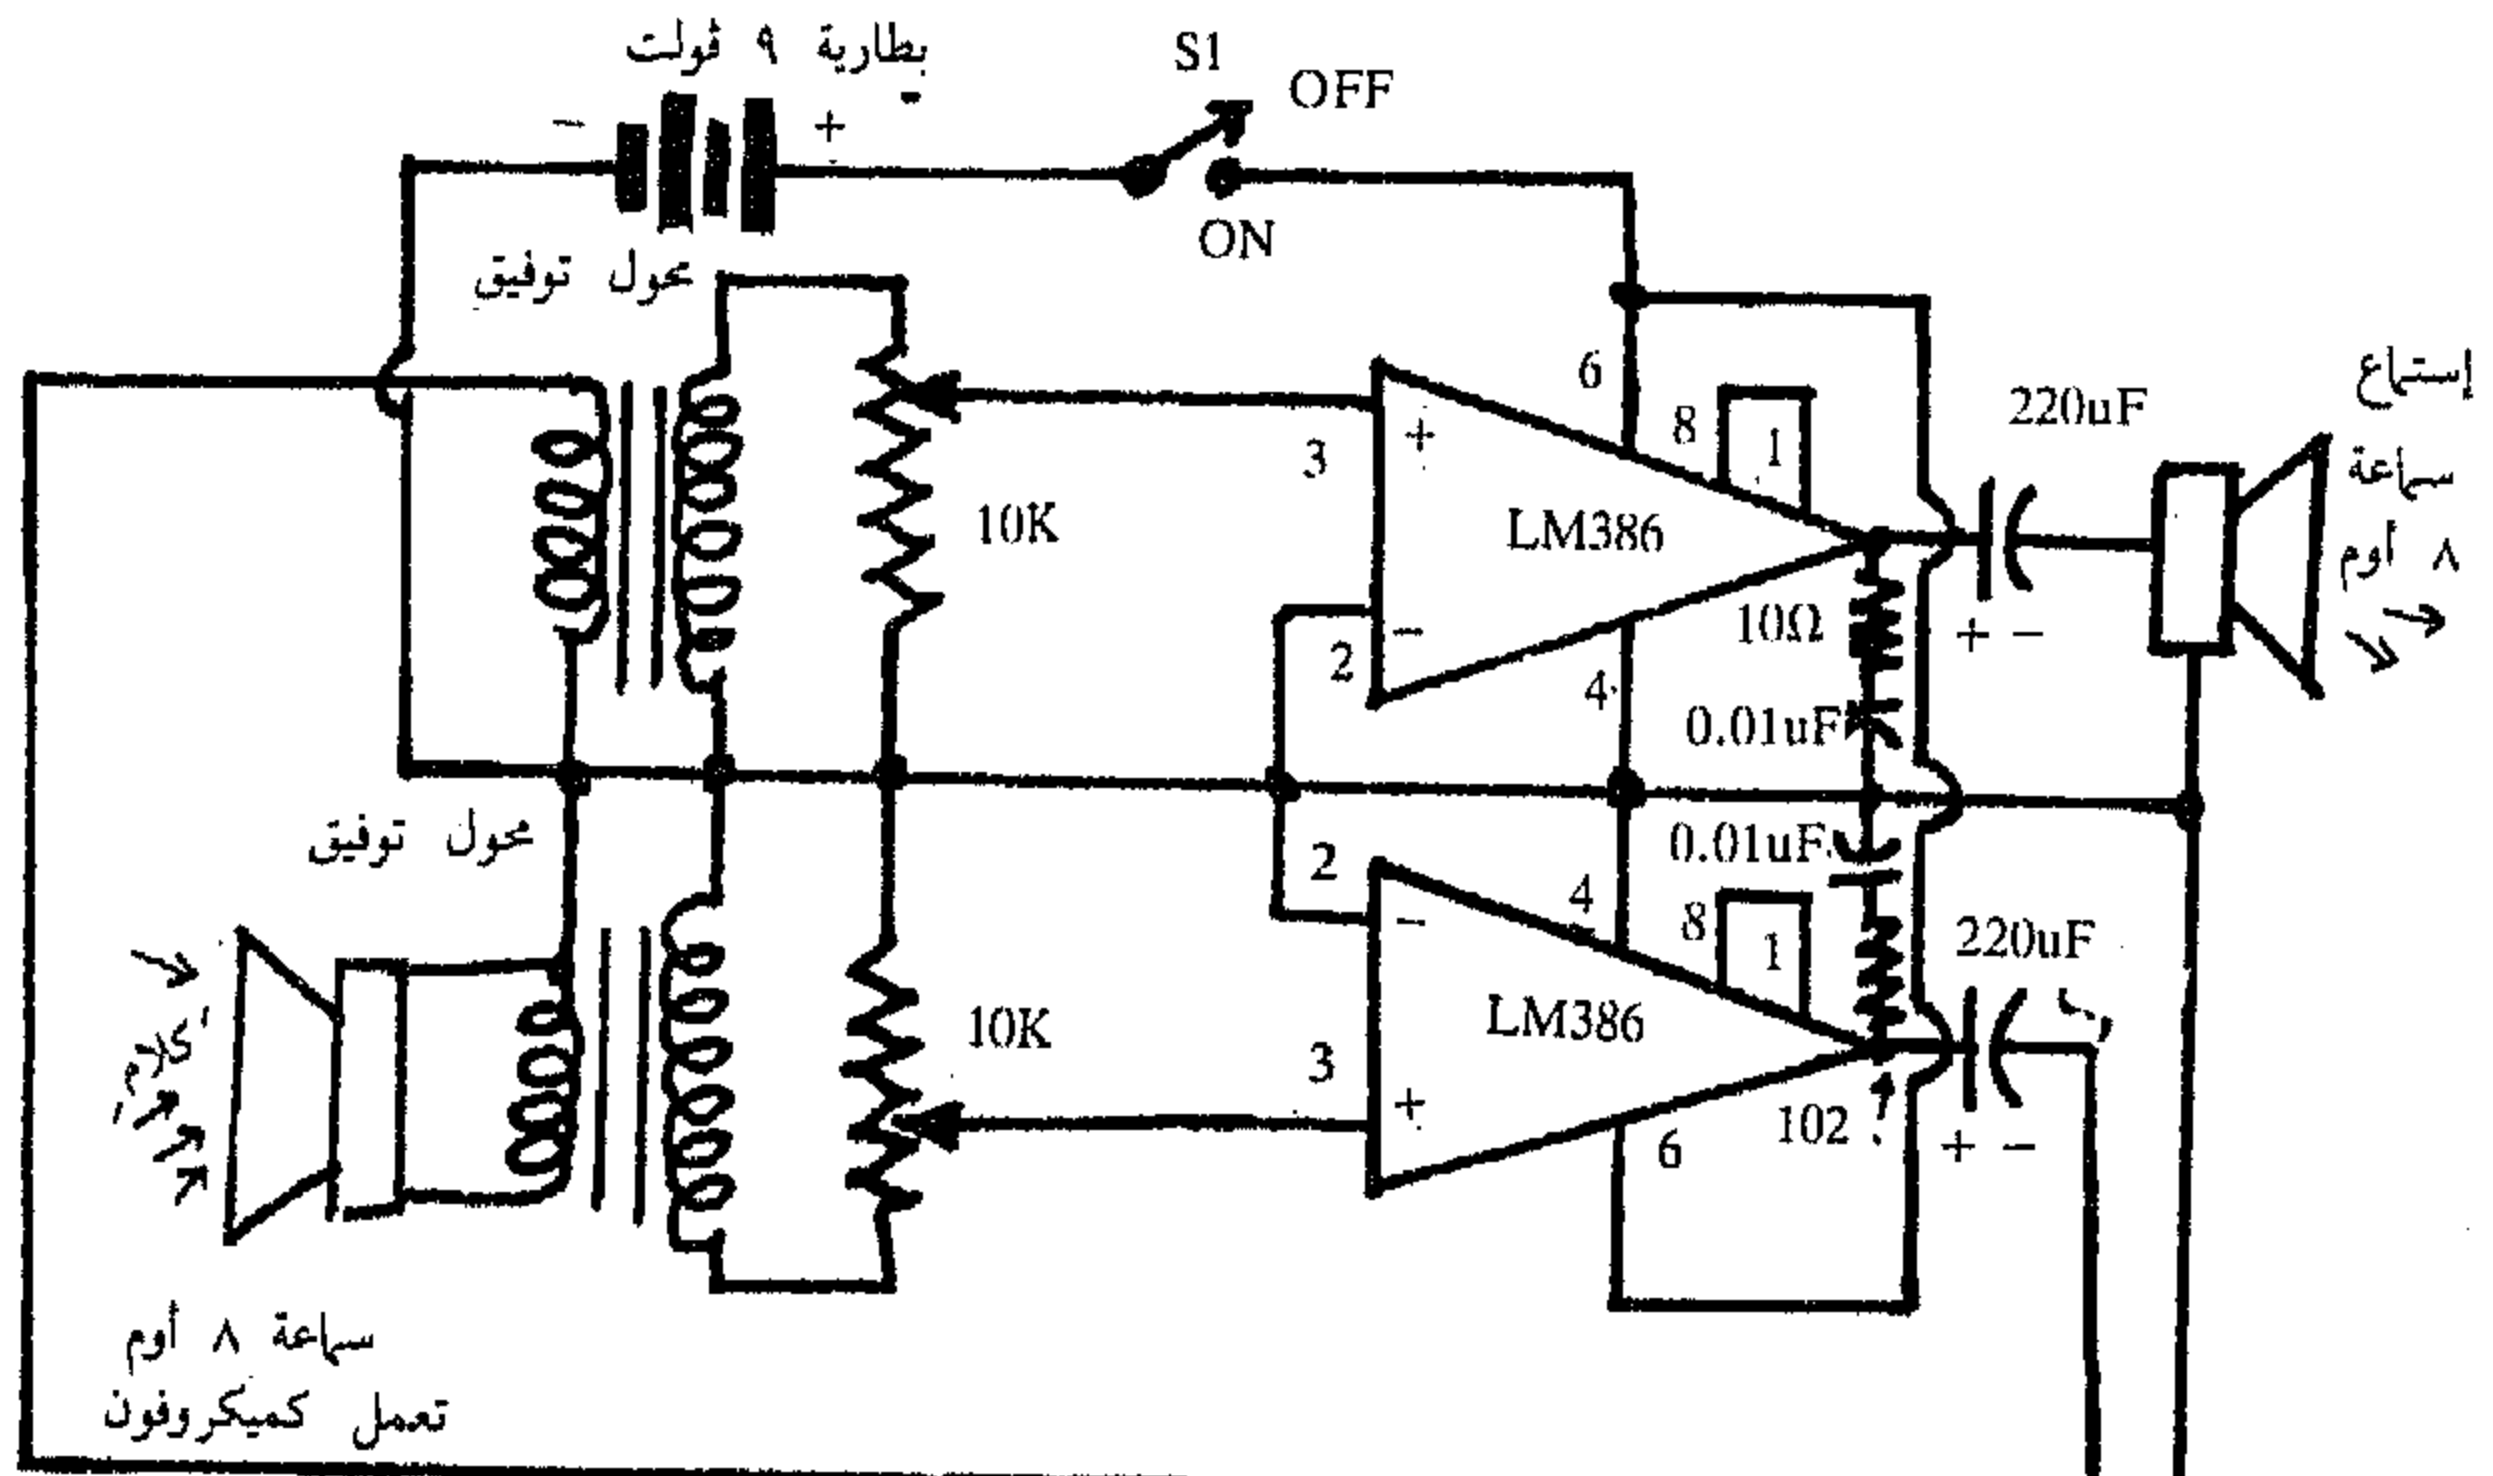 بطارية ٩ ڤولت
S1
OFF
- +
ON
محول توفيق
6
8
1
220uF
إستماع
سماعة
٨ أوم
3
+
10K
LM386
10Ω
+ -
-
2
4
0.01uF
محول توفيق
0.01uF
2
4
-
8
1
220uF
10K
LM386
كلام
3
+
6
102
+ -
سماعة ٨ أوم
تعمل كميكروفون